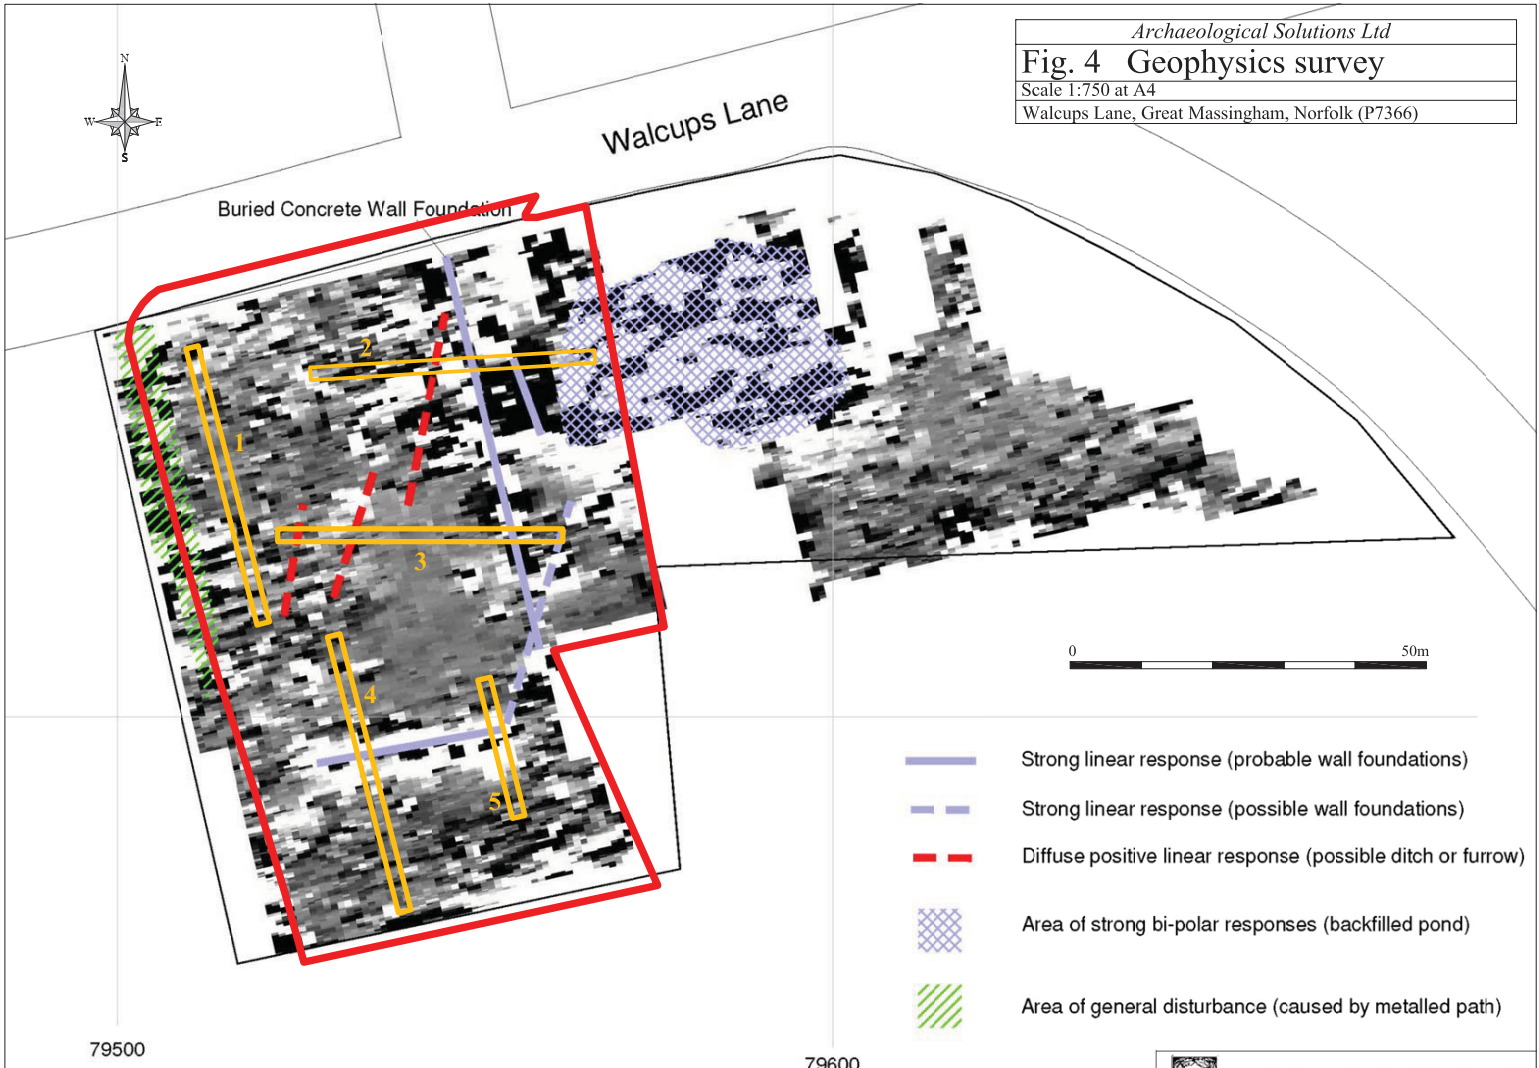 Archaeological Solutions Ltd
Fig. 4 Geophysics survey
Scale 1:750 at A4
Walcups Lane, Great Massingham, Norfolk (P7366)
N
W E
S
Walcups Lane
Buried Concrete Wall Foundation
2
1
3
4
5
0 50m
Strong linear response (probable wall foundations)
Strong linear response (possible wall foundations)
Diffuse positive linear response (possible ditch or furrow)
Area of strong bi-polar responses (backfilled pond)
Area of general disturbance (caused by metalled path)
79500
79600